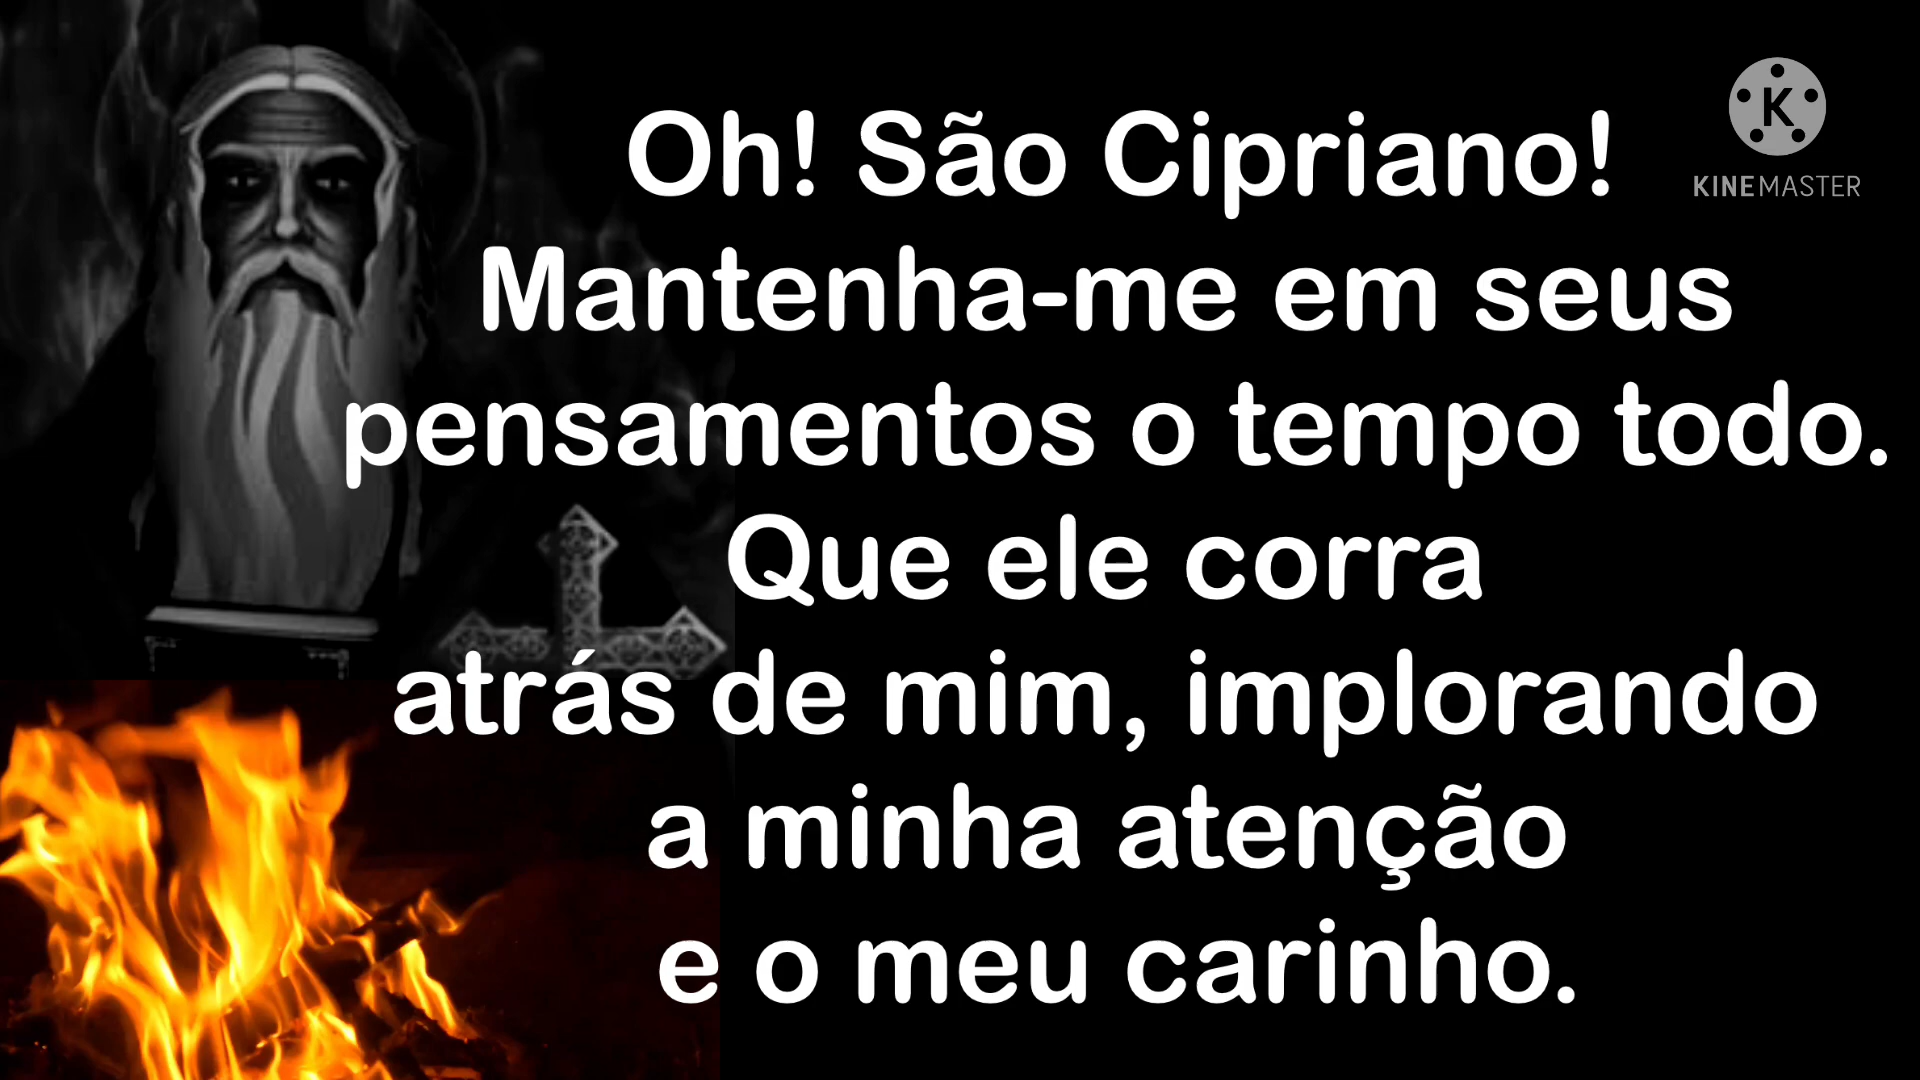 Oh! São Cipriano!
Mantenha-me em seus
pensamentos o tempo todo.
Que ele corra
atrás de mim, implorando
a minha atenção
e o meu carinho.
K
KINEMASTER